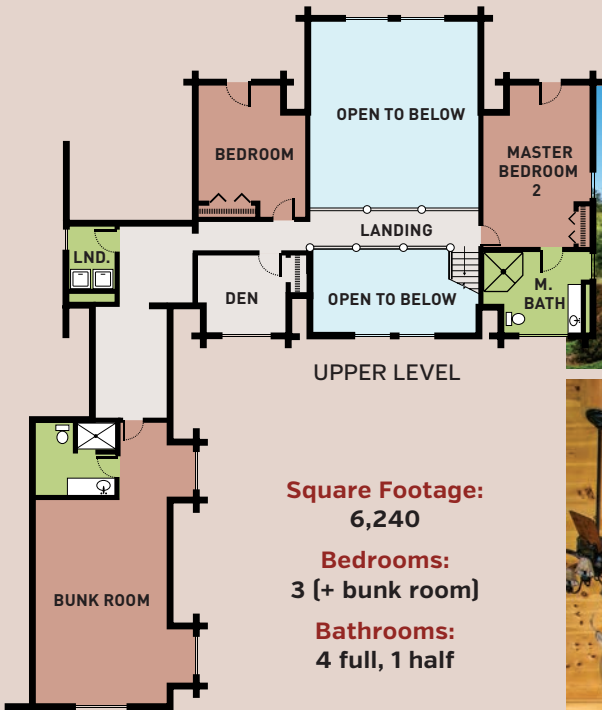 OPEN TO BELOW
BEDROOM
MASTER
BEDROOM
2
LANDING
LND.
DEN
OPEN TO BELOW
M.
BATH
UPPER LEVEL
Square Footage:
6,240
Bedrooms:
3 (+ bunk room)
Bathrooms:
4 full, 1 half
BUNK ROOM